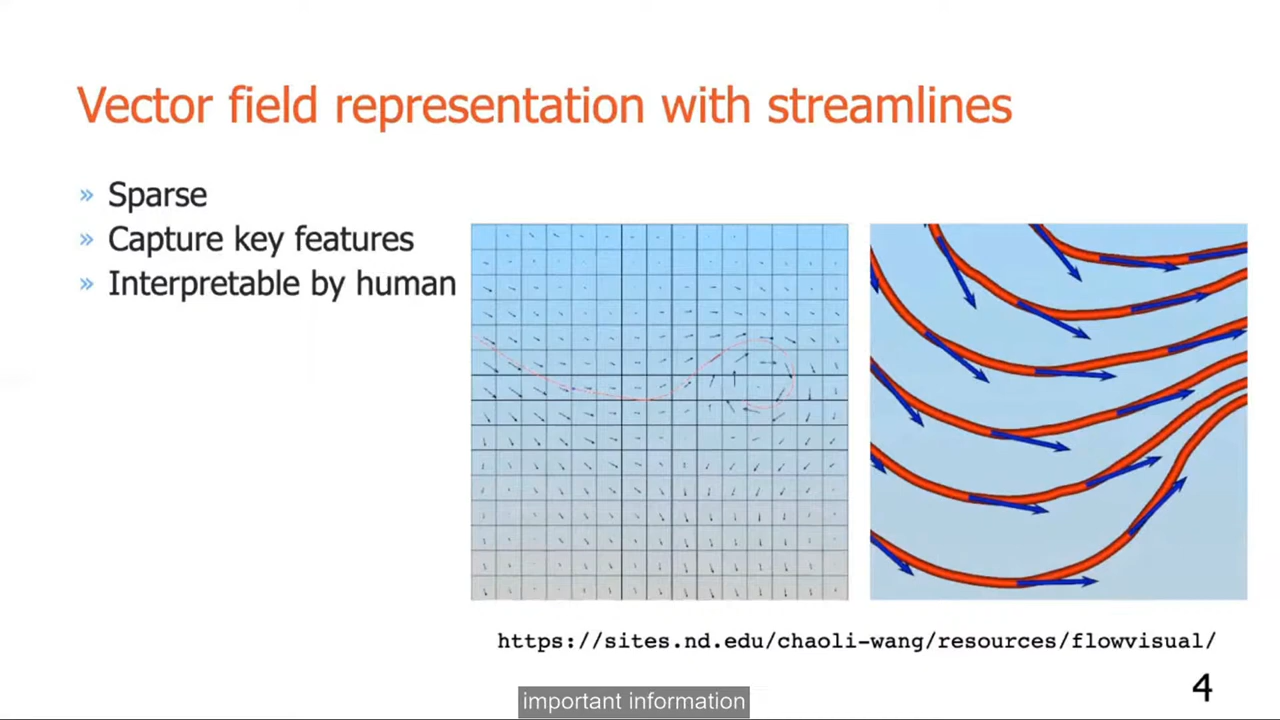 Vector field representation with streamlines
» Sparse
» Capture key features
» Interpretable by human
https://sites.nd.edu/chaoli-wang/resources/flowvisual/
4
important information